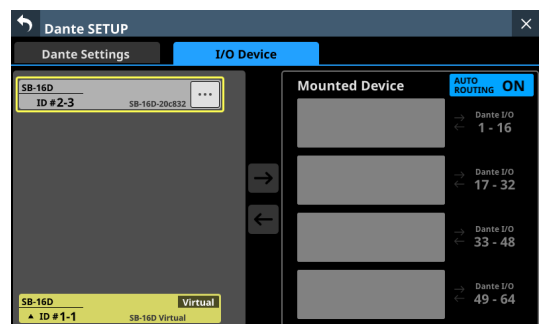 Dante SETUP
Dante Settings
I/O Device
SB-16D
ID #2-3
SB-16D-20c832
...
SB-16D
Virtual
▲ ID #1-1
SB-16D Virtual
Mounted Device
AUTO
ROUTING ON
Dante I/O
1 - 16
Dante I/O
17 - 32
Dante I/O
33 - 48
Dante I/O
49 - 64